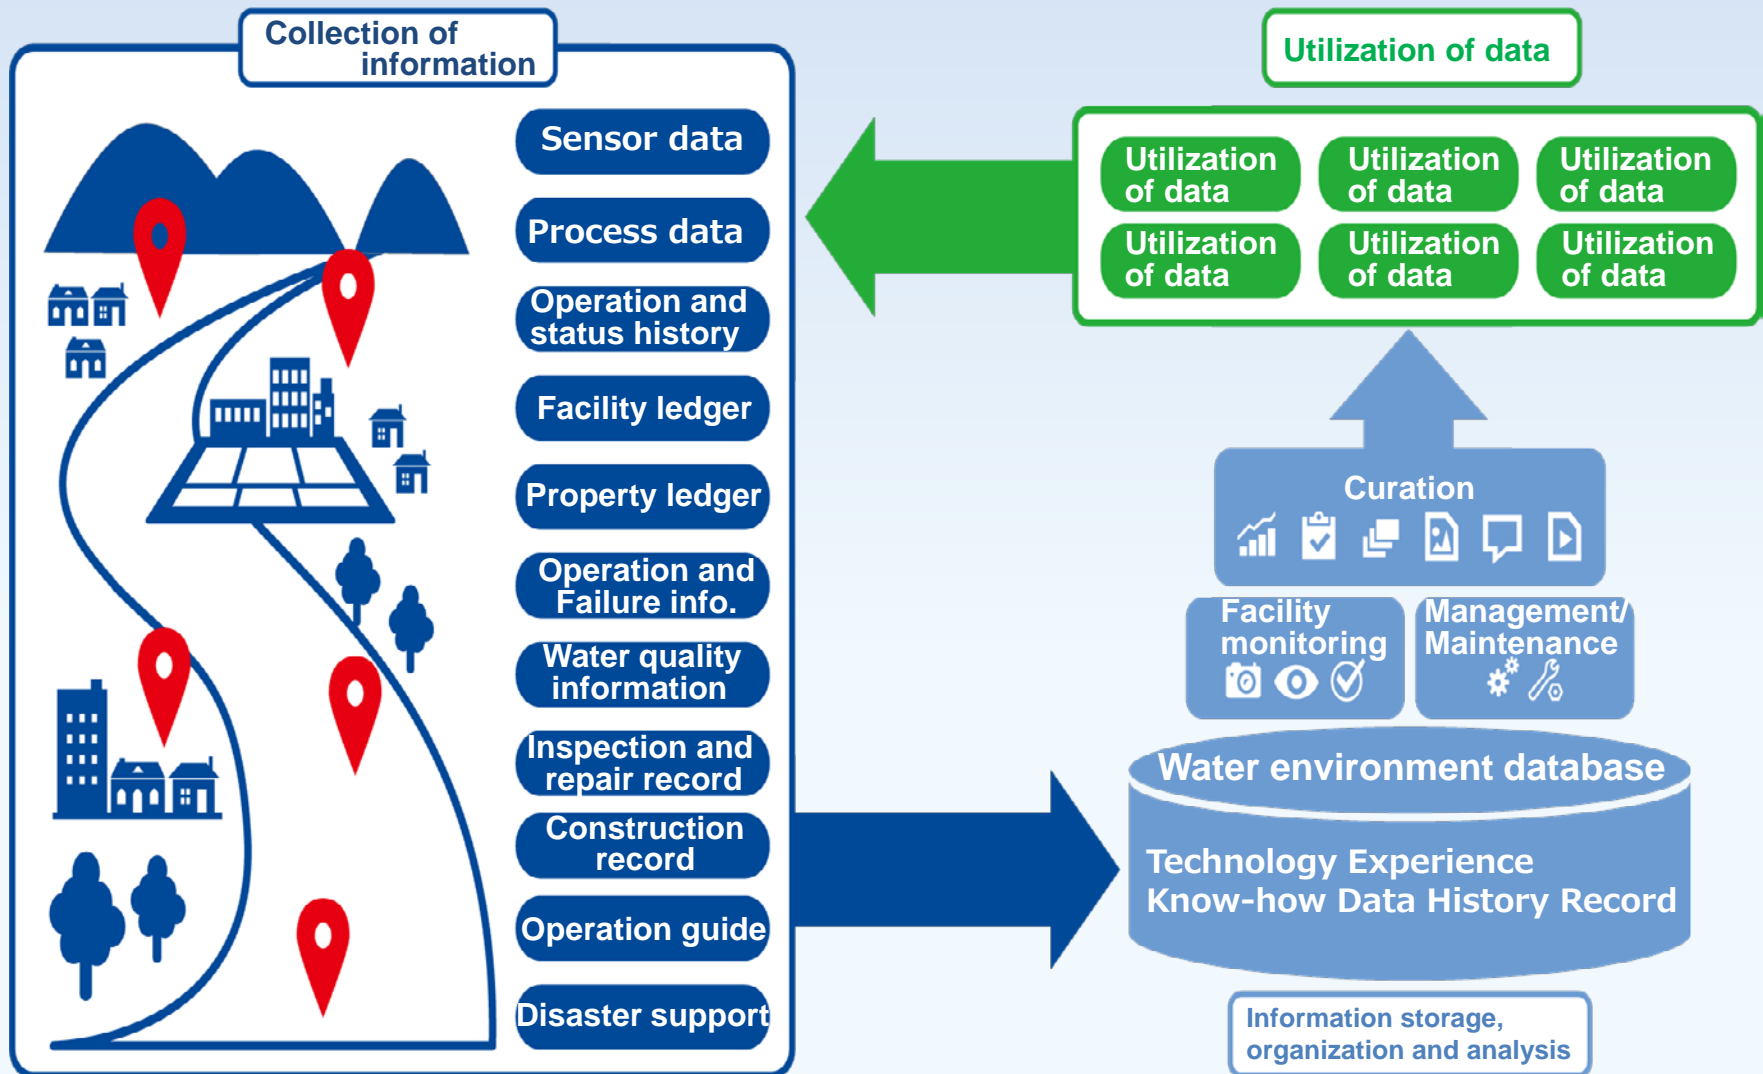 Collection of
information
Sensor data
Process data
Operation and
status history
Facility ledger
Property ledger
Operation and
Failure info.
Water quality
information
Inspection and
repair record
Construction
record
Operation guide
Disaster support
Utilization of data
Utilization
of data
Utilization
of data
Utilization
of data
Utilization
of data
Utilization
of data
Utilization
of data
Curation
Facility
monitoring
Management/
Maintenance
Water environment database
Technology Experience
Know-how Data History Record
Information storage,
organization and analysis